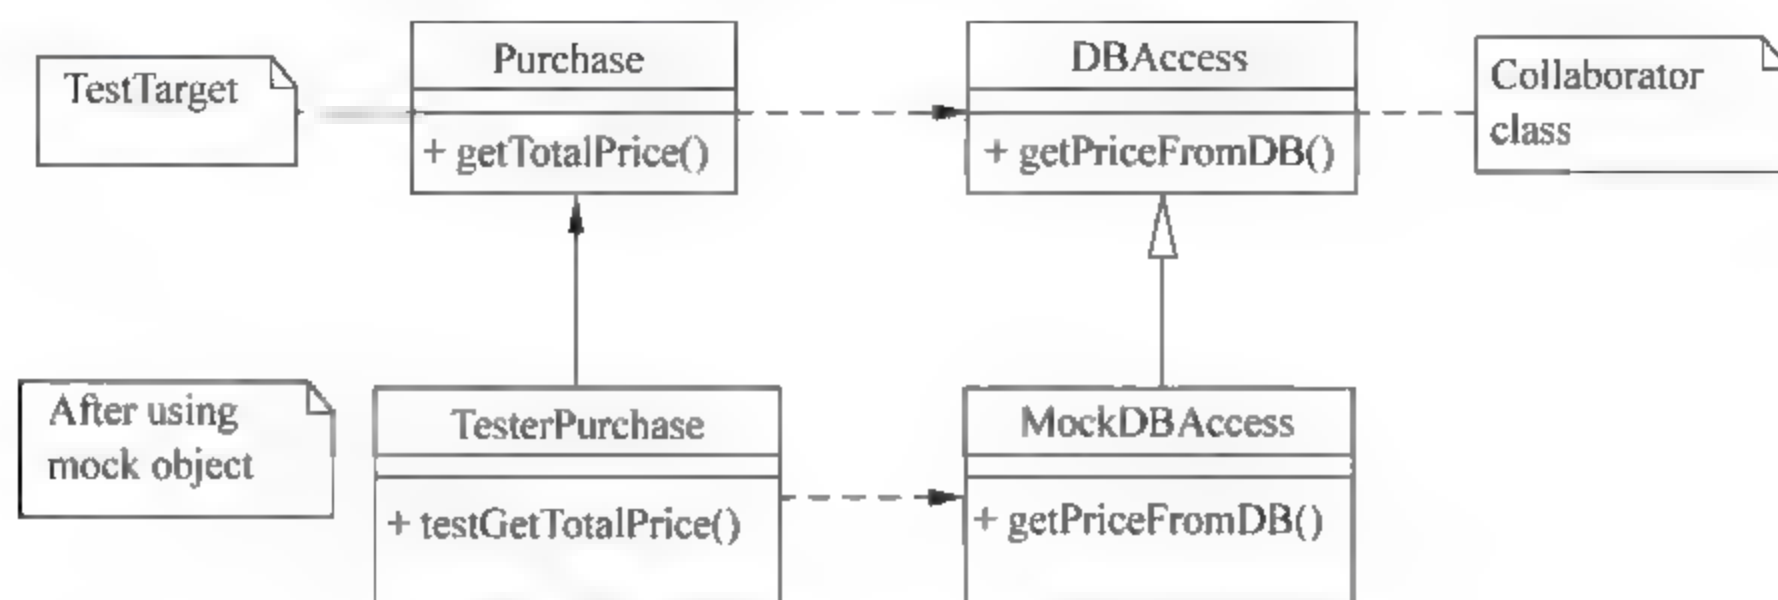 TestTarget
Purchase
+ getTotalPrice()
DBAccess
+ getPriceFromDB()
Collaborator
class
After using
mock object
TesterPurchase
+ testGetTotalPrice()
MockDBAccess
+ getPriceFromDB()